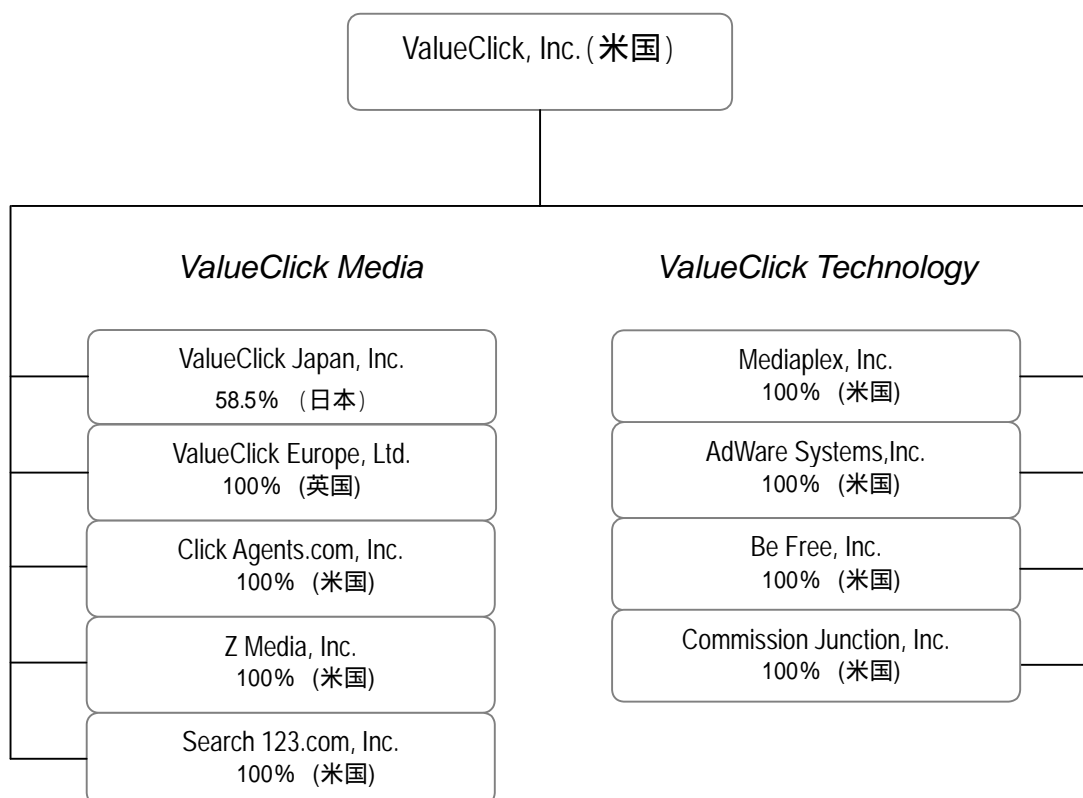 ValueClick, Inc.(米国)
ValueClick Media
ValueClick Japan, Inc.
58.5% (日本)
ValueClick Europe, Ltd.
100% (英国)
Click Agents.com, Inc.
100% (米国)
Z Media, Inc.
100% (米国)
Search 123.com, Inc.
100% (米国)
ValueClick Technology
Mediaplex, Inc.
100% (米国)
AdWare Systems,Inc.
100% (米国)
Be Free, Inc.
100% (米国)
Commission Junction, Inc.
100% (米国)